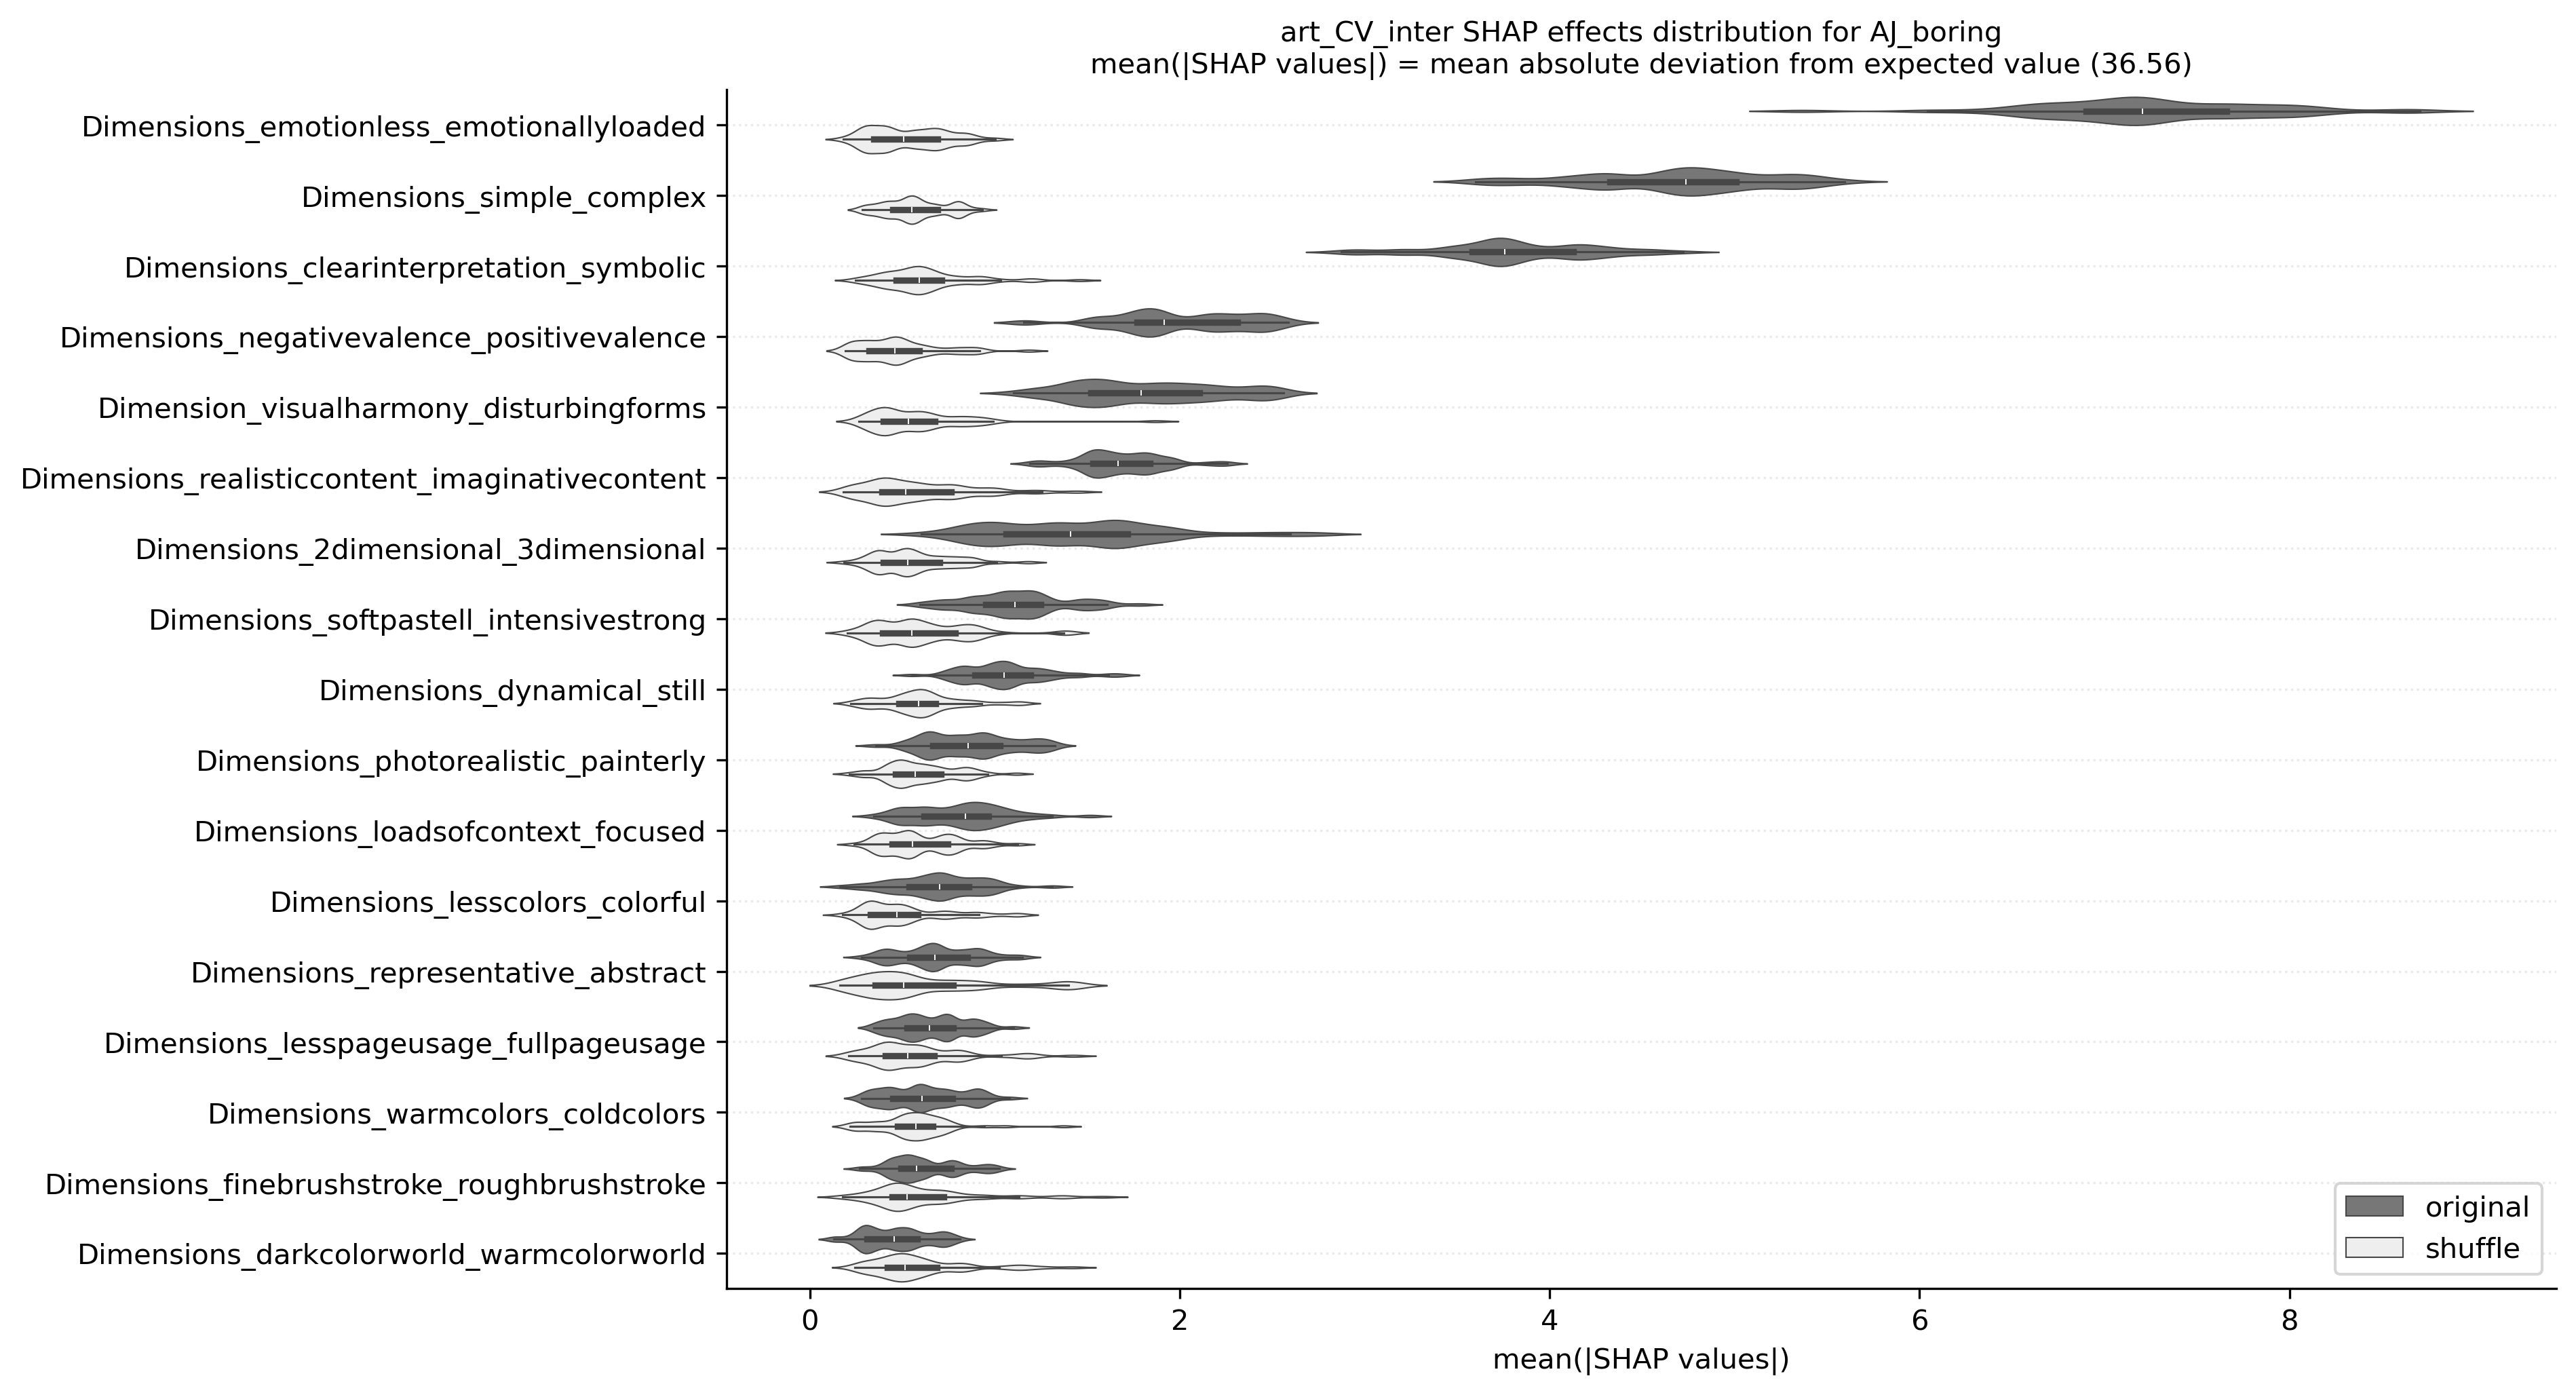 art_CV_inter SHAP effects distribution for AJ_boring
mean(|SHAP values|) = mean absolute deviation from expected value (36.56)
Dimensions_emotionless_emotionallyloaded
Dimensions_simple_complex
Dimensions_clearinterpretation_symbolic
Dimensions_negativevalence_positivevalence
Dimension_visualharmony_disturbingforms
Dimensions_realisticcontent_imaginativecontent
Dimensions_2dimensional_3dimensional
Dimensions_softpastell_intensivestrong
Dimensions_dynamical_still
Dimensions_photorealistic_painterly
Dimensions_loadsofcontext_focused
Dimensions_lesscolors_colorful
Dimensions_representative_abstract
Dimensions_lesspageusage_fullpageusage
Dimensions_warmcolors_coldcolors
Dimensions_finebrushstroke_roughbrushstroke
Dimensions_darkcolorworld_warmcolorworld
original
shuffle
0 2 4 6 8
mean(|SHAP values|)